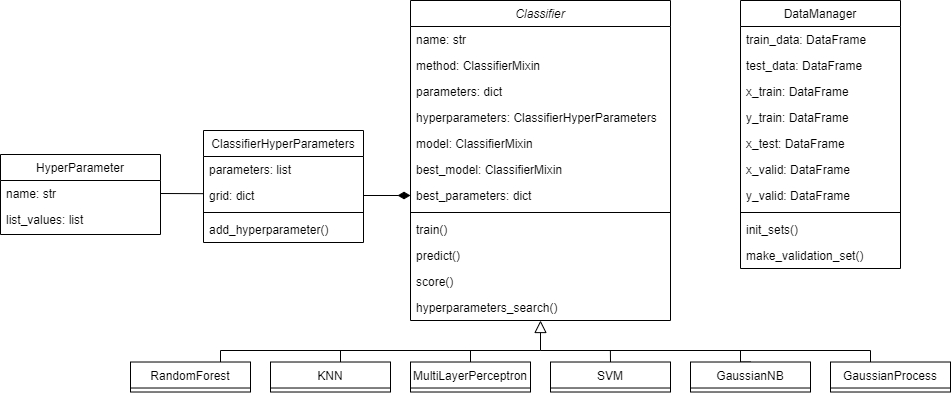 Classifier
name: str
method: ClassifierMixin
parameters: dict
hyperparameters: ClassifierHyperParameters
model: ClassifierMixin
best_model: ClassifierMixin
best_parameters: dict
train()
predict()
score()
hyperparameters_search()
DataManager
train_data: DataFrame
test_data: DataFrame
x_train: DataFrame
y_train: DataFrame
x_test: DataFrame
x_valid: DataFrame
y_valid: DataFrame
init_sets()
make_validation_set()
ClassifierHyperParameters
parameters: list
grid: dict
add_hyperparameter()
HyperParameter
name: str
list_values: list
RandomForest
KNN
MultiLayerPerceptron
SVM
GaussianNB
GaussianProcess